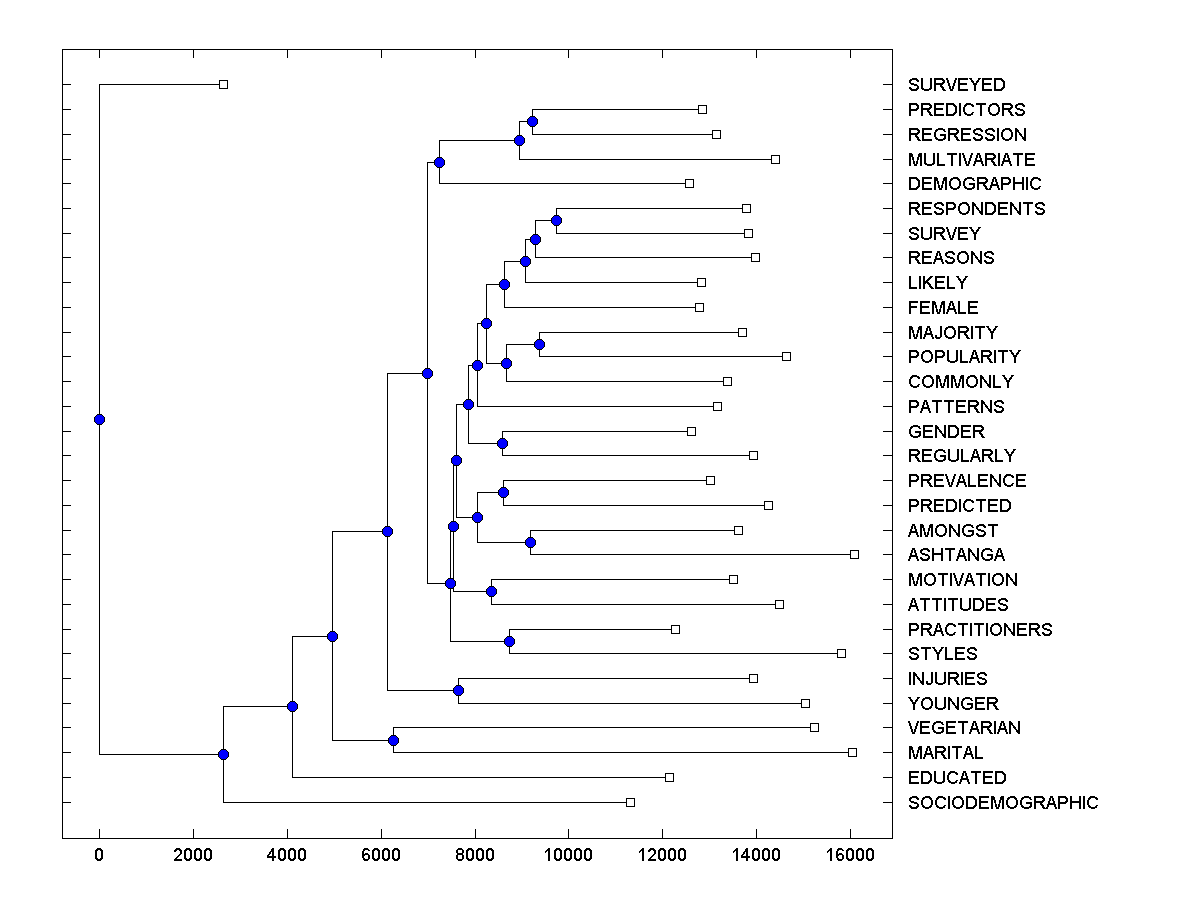 SURVEYED
PREDICTORS
REGRESSION
MULTIVARIATE
DEMOGRAPHIC
RESPONDENTS
SURVEY
REASONS
LIKELY
FEMALE
MAJORITY
POPULARITY
COMMONLY
PATTERNS
GENDER
REGULARLY
PREVALENCE
PREDICTED
AMONGST
ASHTANGA
MOTIVATION
ATTITUDES
PRACTITIONERS
STYLES
INJURIES
YOUNGER
VEGETARIAN
MARITAL
EDUCATED
SOCIODEMOGRAPHIC
0 2000 4000 6000 8000 10000 12000 14000 16000